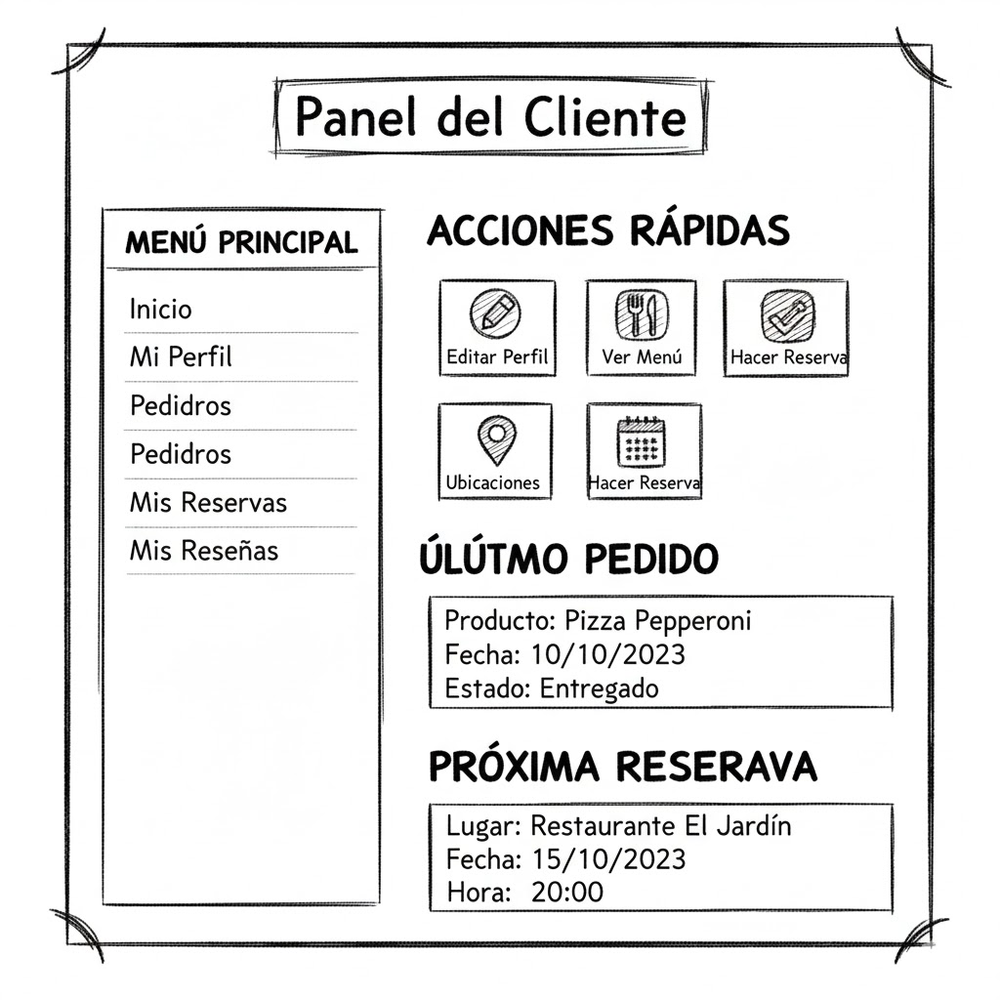 Panel del Cliente
MENÚ PRINCIPAL
Inicio
Mi Perfil
Pedidros
Pedidros
Mis Reservas
Mis Reseñas
ACCIONES RÁPIDAS
Editar Perfil
Ver Menú
Hacer Reserva
Ubicaciones
Hacer Reserva
ÚLÚTMO PEDIDO
Producto: Pizza Pepperoni
Fecha: 10/10/2023
Estado: Entregado
PRÓXIMA RESERAVA
Lugar: Restaurante El Jardín
Fecha: 15/10/2023
Hora: 20:00